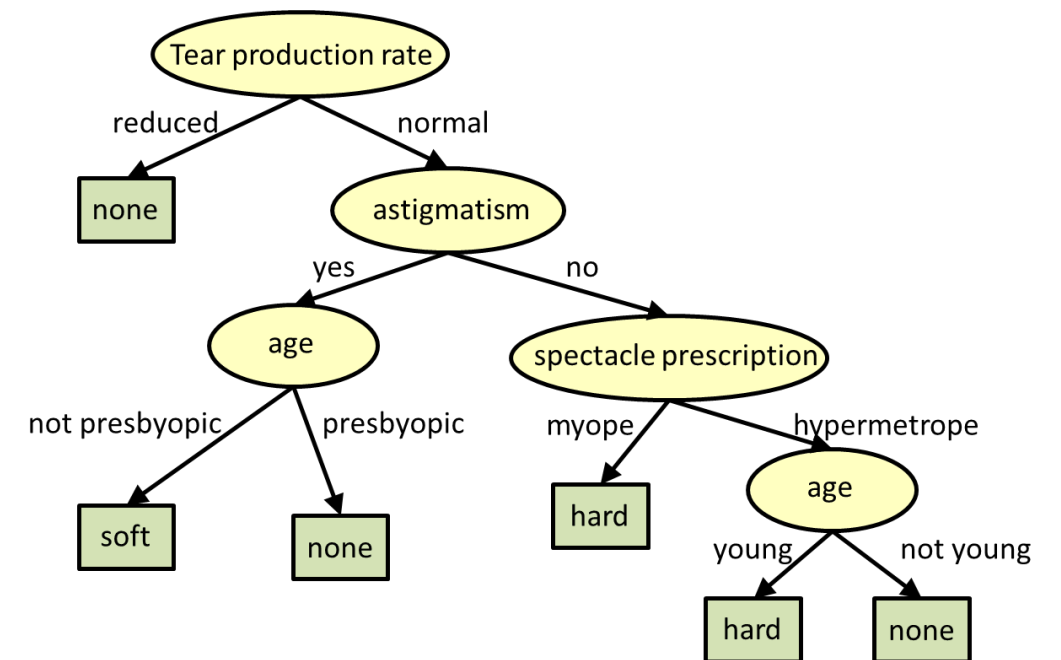 Tear production rate
reduced
normal
none
astigmatism
yes
no
age
spectacle prescription
not presbyopic
presbyopic
myope
hypermetrope
soft
none
hard
age
young
not young
hard
none